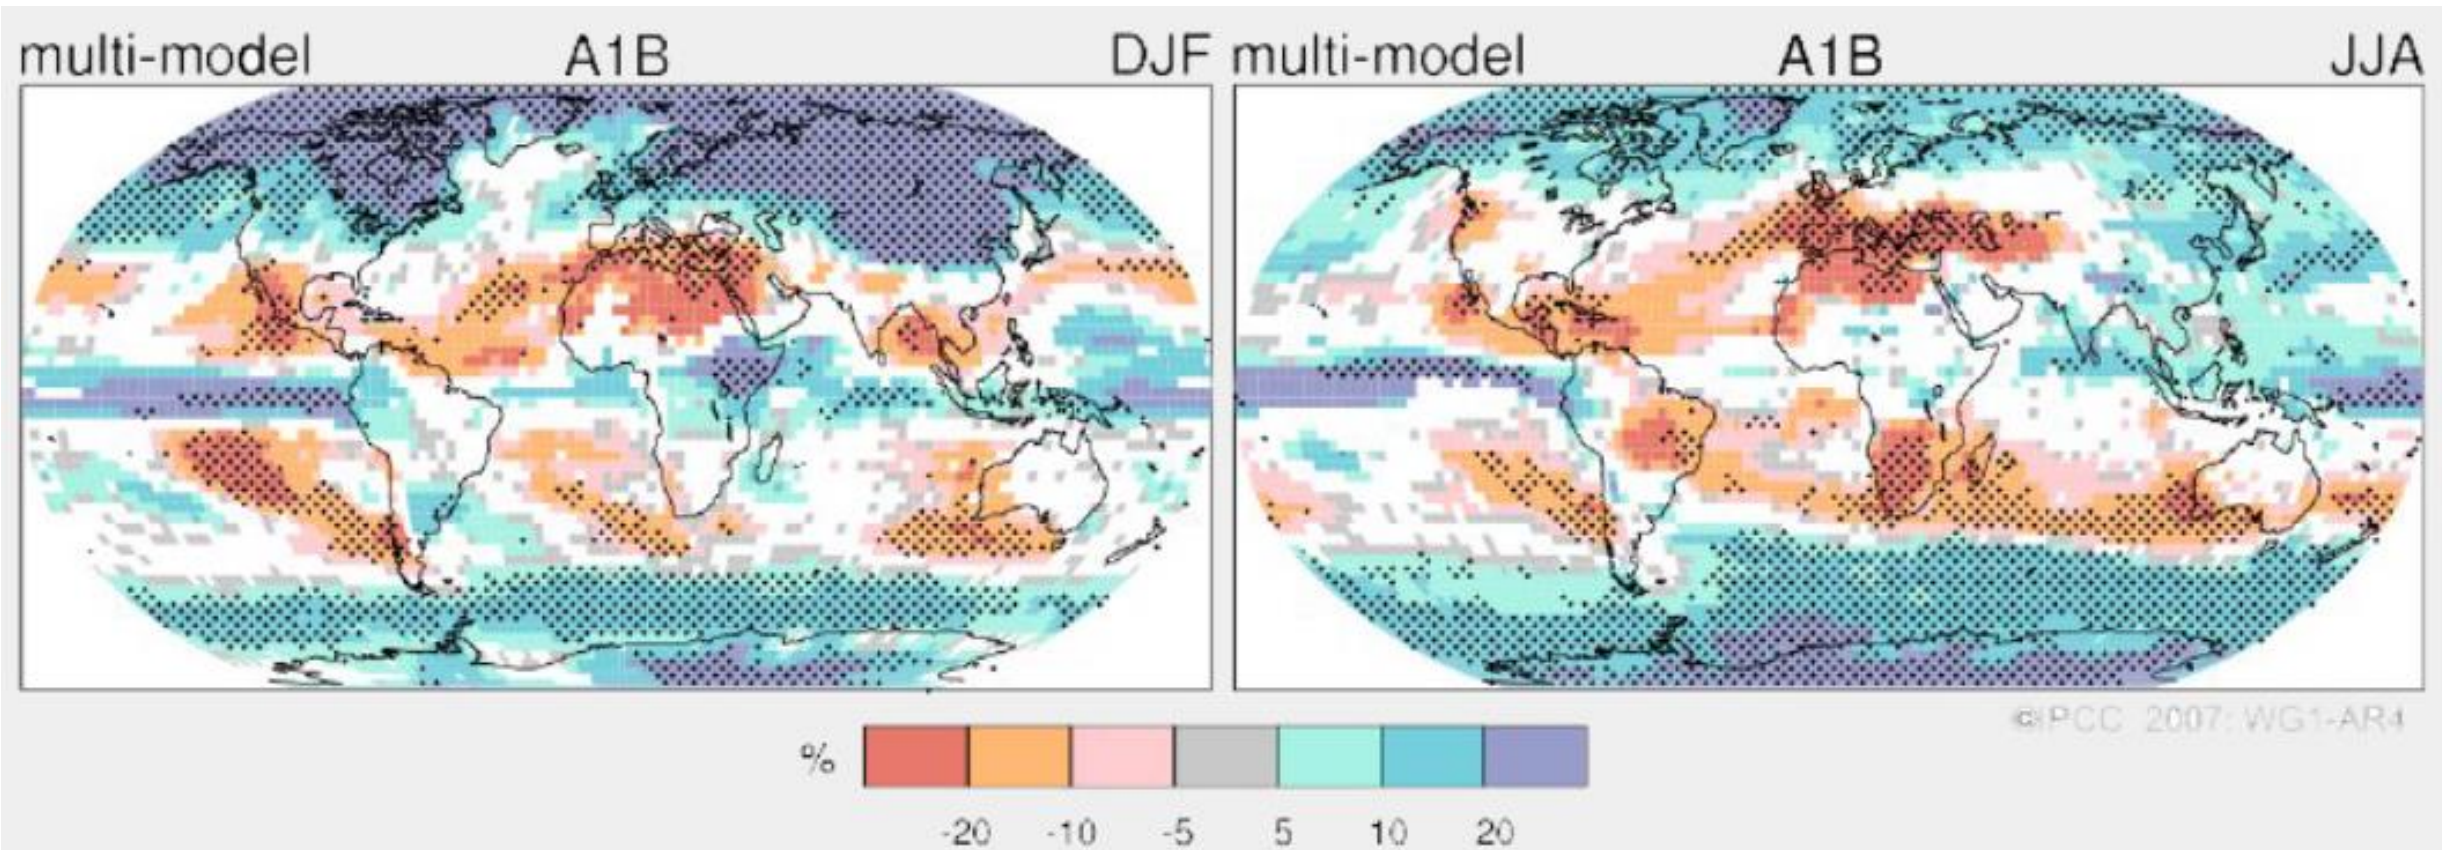 multi-model A1B DJF
multi-model A1B JJA
©IPCC 2007: WG1-AR4
%
-20 -10 -5 5 10 20